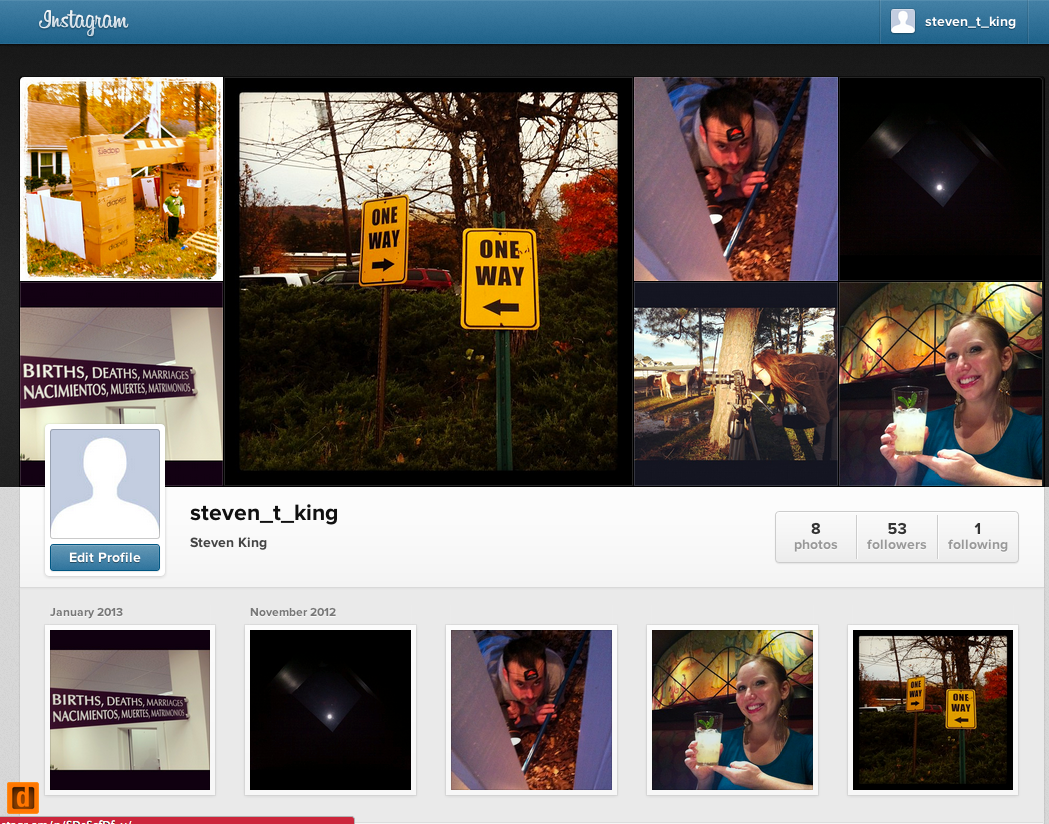 Instagram
steven_t_king
ONE
WAY
ONE
WAY
BIRTHS, DEATHS, MARRIAGES
NACIMIENTOS, MUERTES, MATRIMONIOS
Edit Profile
steven_t_king
Steven King
8
photos
53
followers
1
following
January 2013
November 2012
BIRTHS, DEATHS, MARRIAGES
NACIMIENTOS, MUERTES, MATRIMONIOS
ONE
WAY
ONE
WAY
d